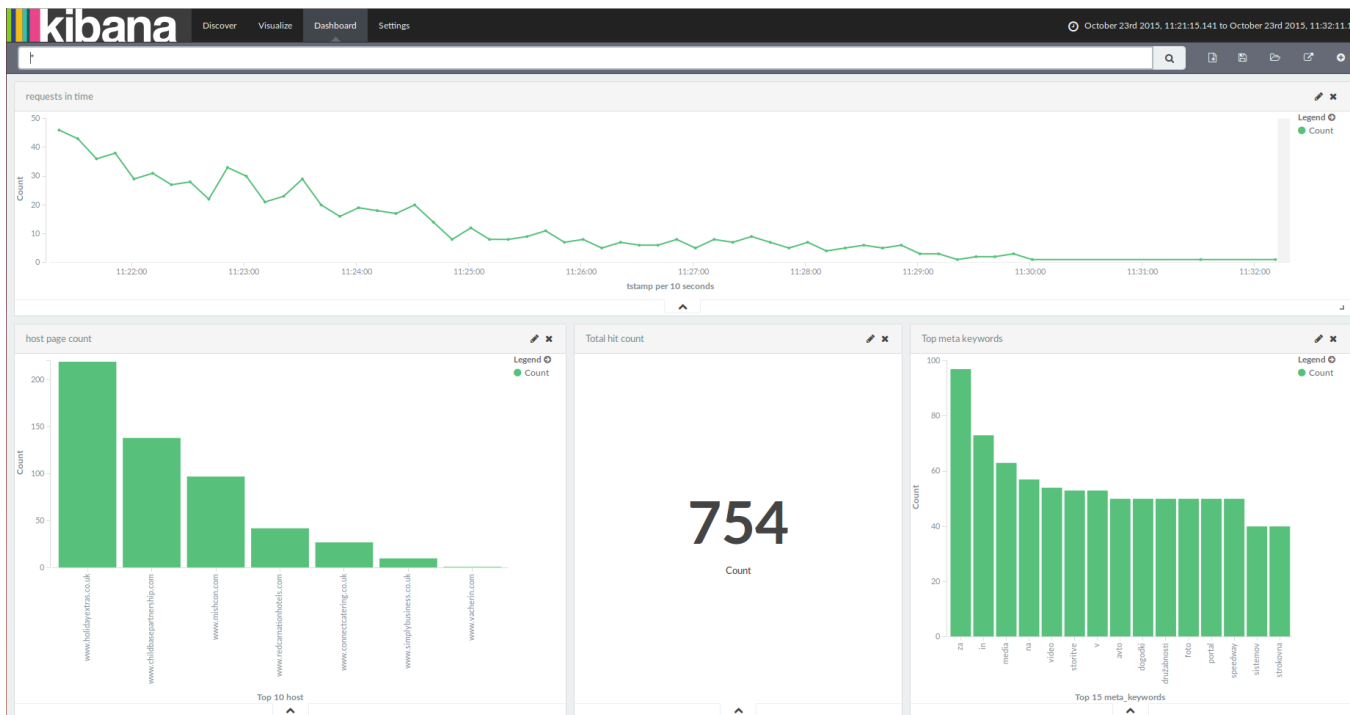 kibana Discover Visualize Dashboard Settings October 23rd 2015, 11:21:15.141 to October 23rd 2015, 11:32:11.1
*
requests in time
Legend
Count
50
40
30
20
10
0
Count
11:22:00 11:23:00 11:24:00 11:25:00 11:26:00 11:27:00 11:28:00 11:29:00 11:30:00 11:31:00 11:32:00
tstamp per 10 seconds
host page count
Legend
Count
200
150
100
50
0
Count
www.holidayextras.co.uk
www.childbasepartnership.com
www.mishcon.com
www.redcarnationhotels.com
www.connectcatering.co.uk
www.simplybusiness.co.uk
www.vacherin.com
Top 10 host
Total hit count
754
Count
Top meta keywords
Legend
Count
100
80
60
40
20
0
Count
za
in
media
na
video
storitve
v
avto
dogodki
družabnosti
foto
portal
speedway
sistemov
strokovna
Top 15 meta_keywords